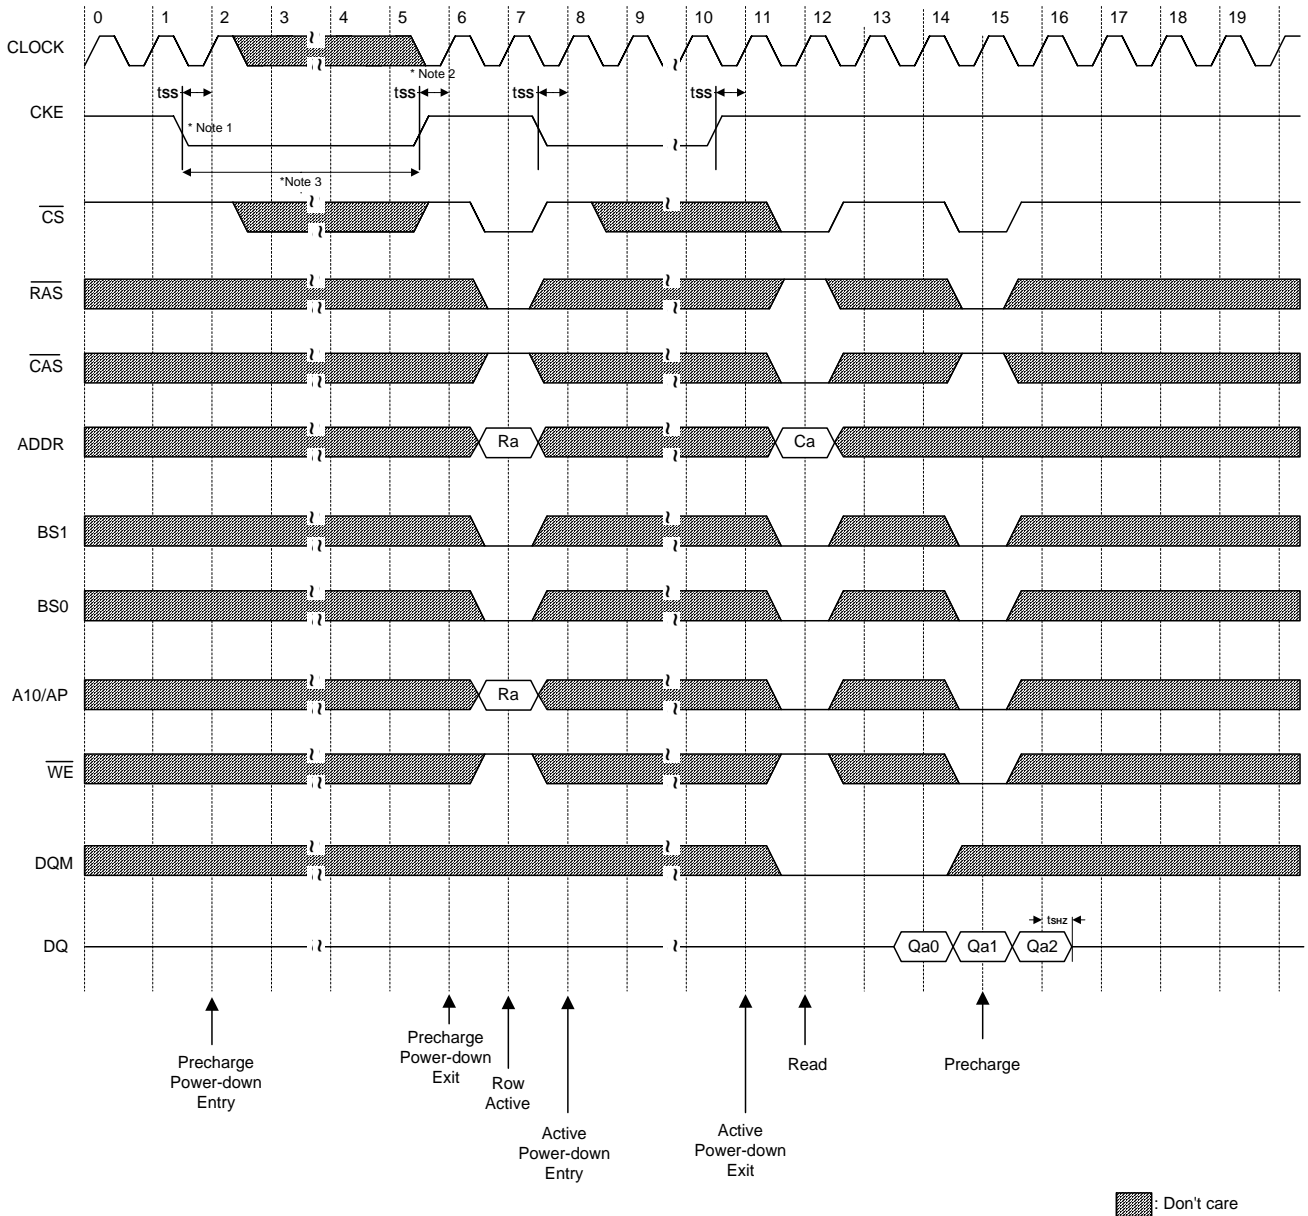 0 1 2 3 4 5 6 7 8 9 10 11 12 13 14 15 16 17 18 19
CLOCK
* Note 2
tss tss tss tss
CKE
* Note 1
*Note 3
CS
RAS
CAS
ADDR Ra Ca
BS1
BS0
A10/AP Ra
WE
DQM
tSHZ
DQ Qa0 Qa1 Qa2
Precharge
Power-down
Entry
Precharge
Power-down
Exit
Row
Active
Active
Power-down
Entry
Active
Power-down
Exit
Read
Precharge
: Don't care